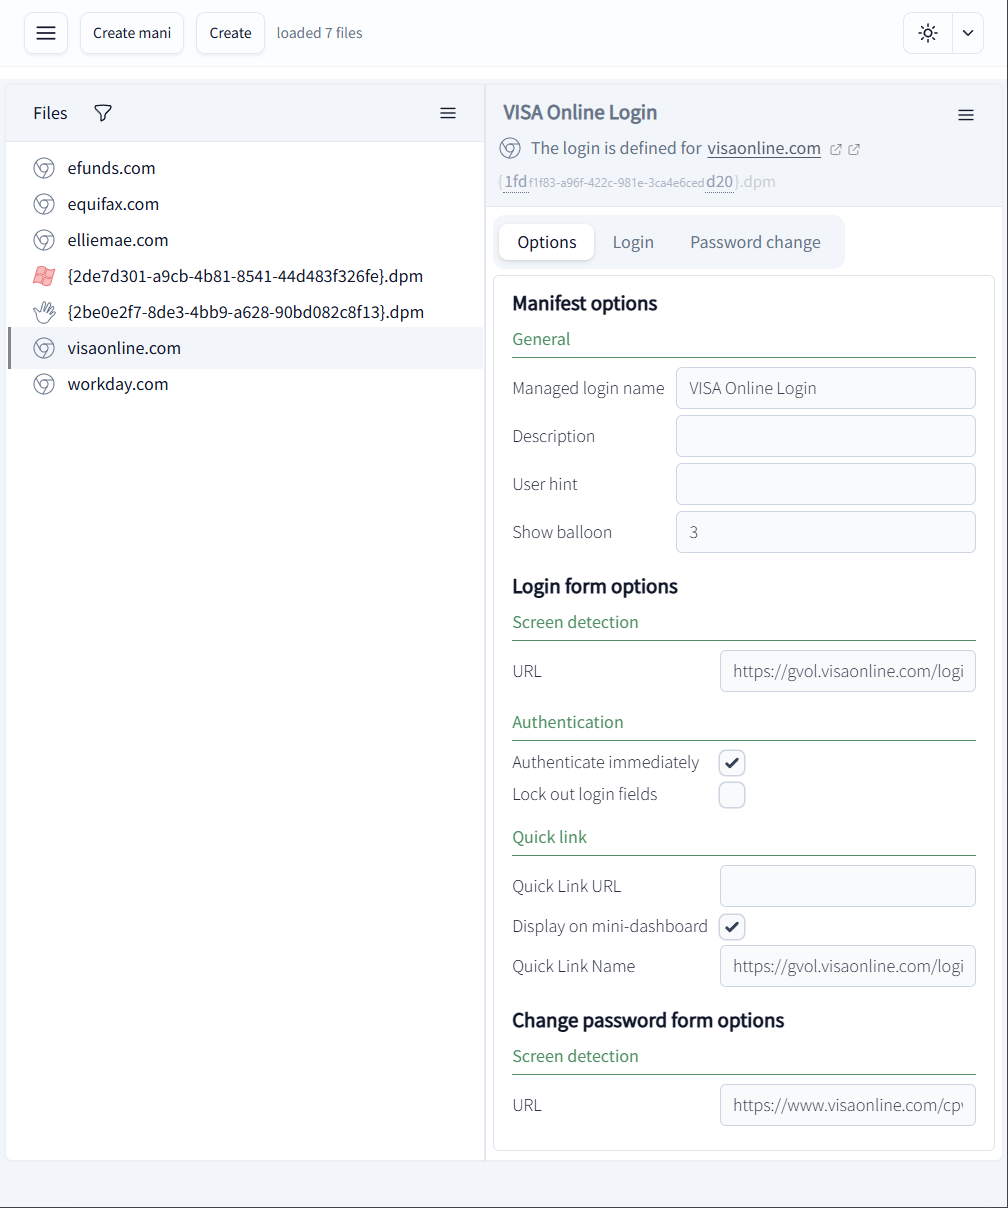 Create mani
Create
loaded 7 files
Files
efunds.com
equifax.com
elliemae.com
{2de7d301-a9cb-4b81-8541-44d483f326fe}.dpm
{2be0e2f7-8de3-4bb9-a628-90bd082c8f13}.dpm
visaonline.com
workday.com
VISA Online Login
The login is defined for visaonline.com
{1fdf1f83-a96f-422c-981e-3ca4e6cedd20}.dpm
Options
Login
Password change
Manifest options
General
Managed login name
VISA Online Login
Description
User hint
Show balloon
3
Login form options
Screen detection
URL
https://gvol.visaonline.com/logi
Authentication
Authenticate immediately
Lock out login fields
Quick link
Quick Link URL
Display on mini-dashboard
Quick Link Name
https://gvol.visaonline.com/logi
Change password form options
Screen detection
URL
https://www.visaonline.com/cp